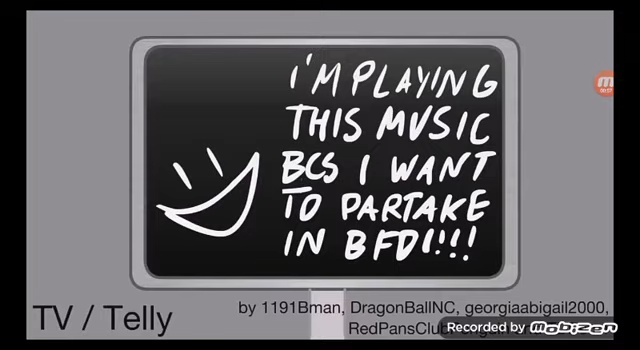 I'M PLAYING
THIS MUSIC
BCS I WANT
TO PARTAKE
IN BFDI!!!
TV / Telly
by 1191Bman, DragonBallNC, georgiaabigail2000,
RedPansClub
Recorded by Mobizen